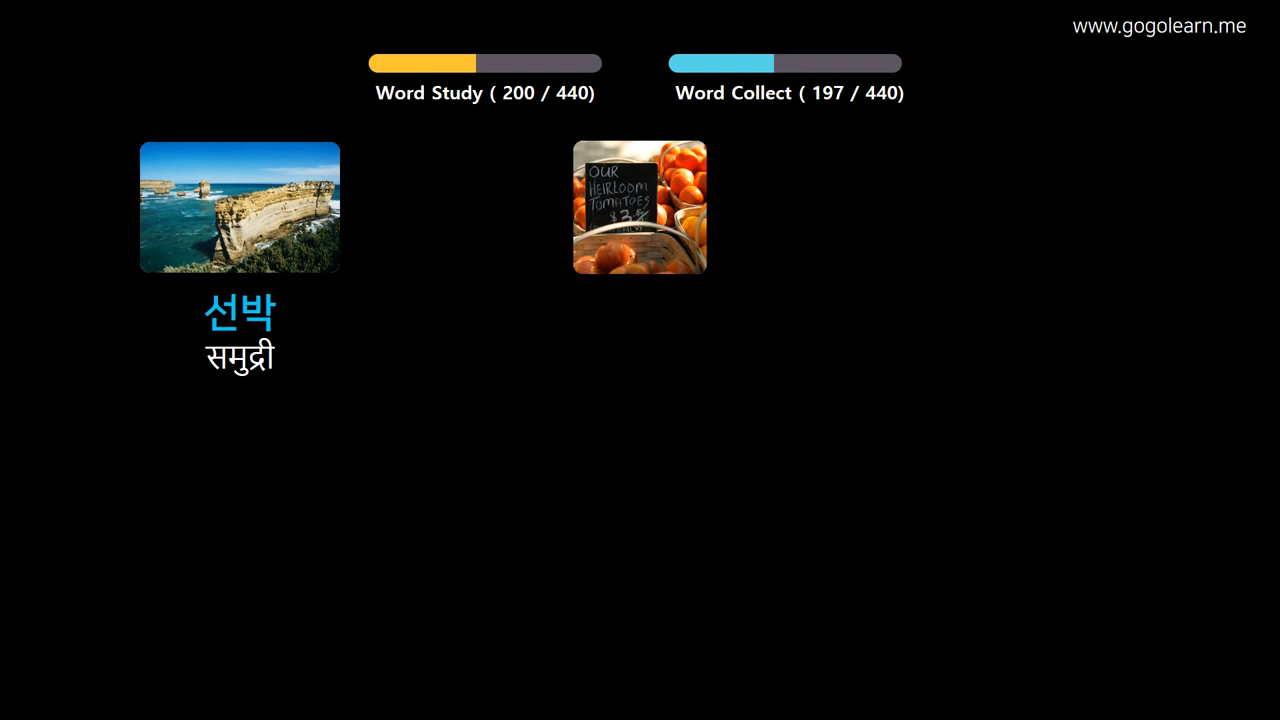 www.gogolearn.me
Word Study ( 200 / 440)
Word Collect ( 197 / 440)
OUR
HEIRLOOM
TOMATOES
선박
समुद्री